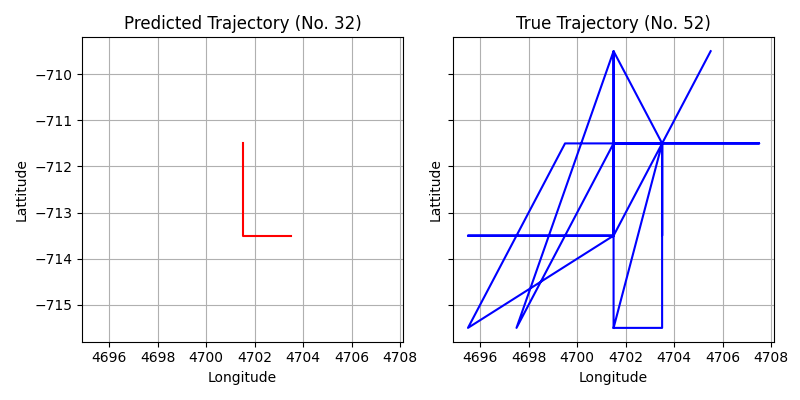 Predicted Trajectory (No. 32)
True Trajectory (No. 52)
Lattitude
−710
−711
−712
−713
−714
−715
4696 4698 4700 4702 4704 4706 4708
Longitude
Lattitude
4696 4698 4700 4702 4704 4706 4708
Longitude